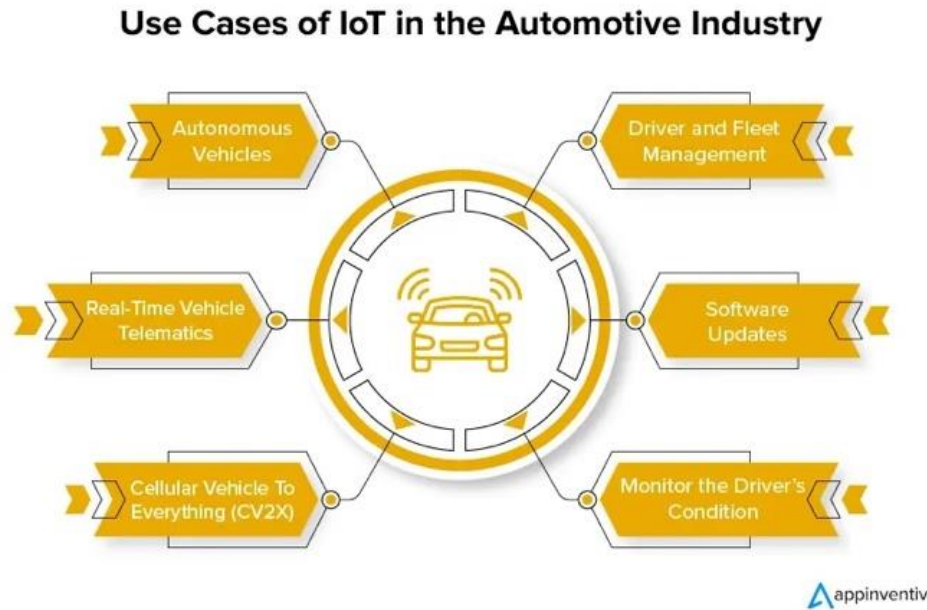 Use Cases of IoT in the Automotive Industry
Autonomous
Vehicles
Driver and Fleet
Management
Real-Time Vehicle
Telematics
Software
Updates
Cellular Vehicle To
Everything (CV2X)
Monitor the Driver's
Condition
appinventiv